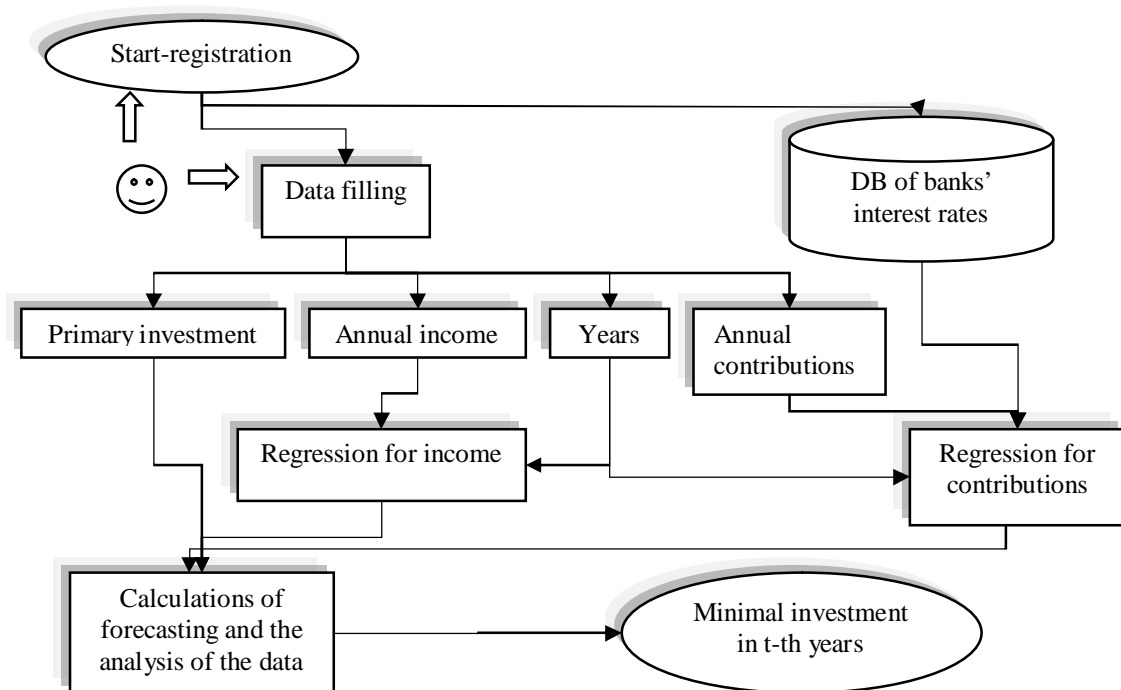 Start-registration
Data filling
DB of banks’
interest rates
Primary investment
Annual income
Years
Annual
contributions
Regression for income
Regression for
contributions
Calculations of
forecasting and the
analysis of the data
Minimal investment
in t-th years